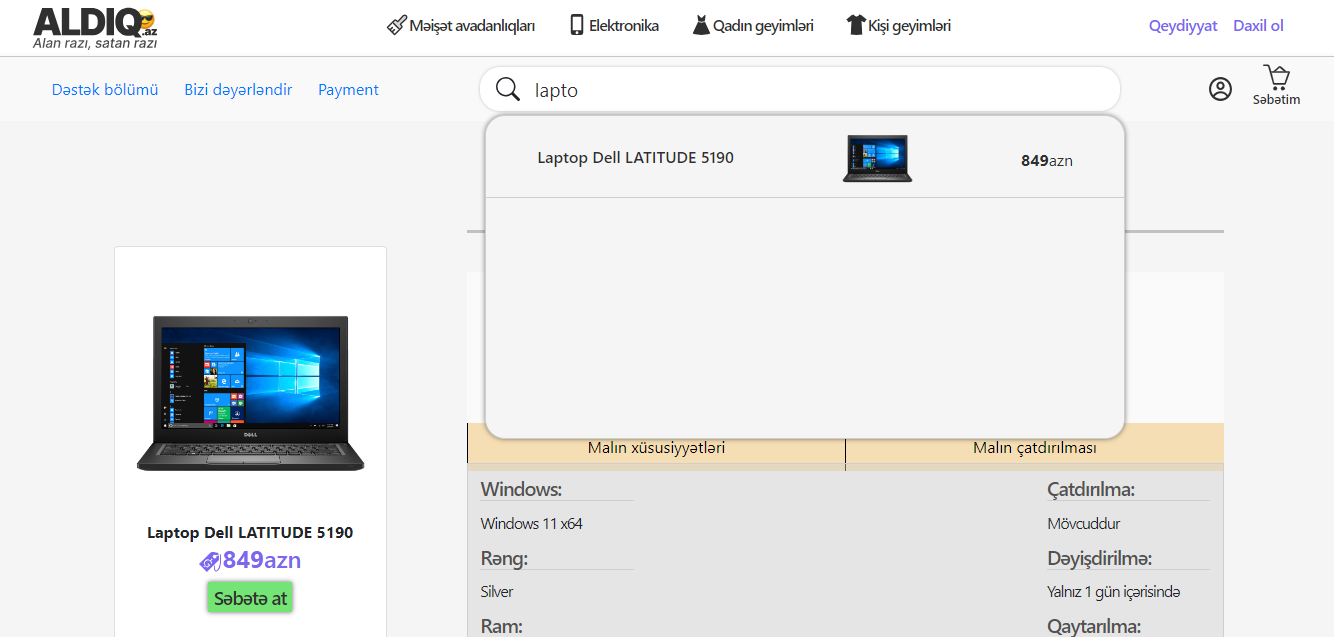 ALDIQ.az
Alan razı, satan razı
Məişət avadanlıqları
Elektronika
Qadın geyimləri
Kişi geyimləri
Qeydiyyat
Daxil ol
Dəstək bölümü
Bizi dəyərləndir
Payment
lapto
Səbətim
Laptop Dell LATITUDE 5190
849azn
DELL
Laptop Dell LATITUDE 5190
849azn
Səbətə at
Malın xüsusiyyətləri
Malın çatdırılması
Windows:
Windows 11 x64
Rəng:
Silver
Ram:
Çatdırılma:
Mövcuddur
Dəyişdirilmə:
Yalnız 1 gün içərisində
Qaytarılma: